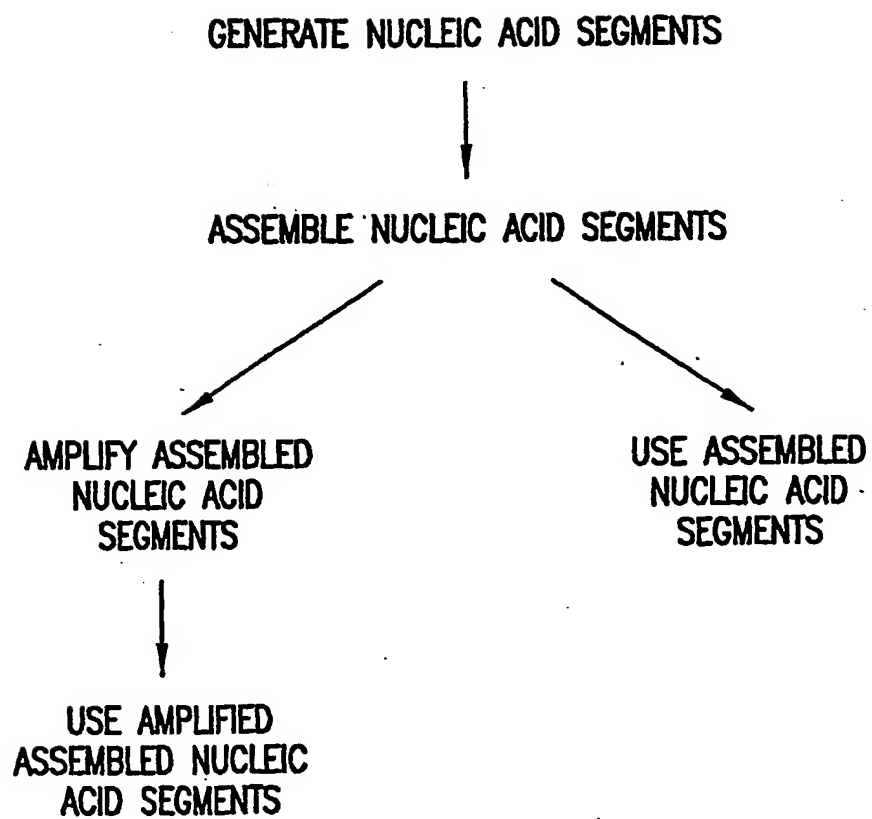 GENERATE NUCLEIC ACID SEGMENTS
ASSEMBLE NUCLEIC ACID SEGMENTS
AMPLIFY ASSEMBLED
NUCLEIC ACID
SEGMENTS
USE ASSEMBLED
NUCLEIC ACID
SEGMENTS
USE AMPLIFIED
ASSEMBLED NUCLEIC
ACID SEGMENTS